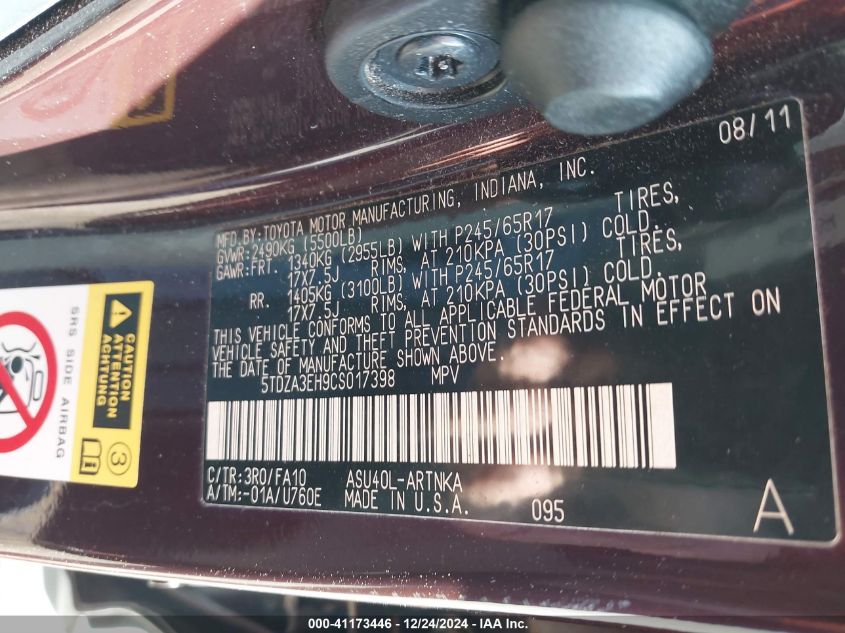 08/11
MFD.BY:TOYOTA MOTOR MANUFACTURING, INDIANA, INC.
GVWR:2490KG (5500LB)
GAWR:FRT. 1340KG (2955LB) WITH P245/65R17 TIRES,
17X7.5J RIMS, AT 210KPA (30PSI) COLD.
RR. 1405KG (3100LB) WITH P245/65R17 TIRES,
17X7.5J RIMS, AT 210KPA (30PSI) COLD.
THIS VEHICLE CONFORMS TO ALL APPLICABLE FEDERAL MOTOR
VEHICLE SAFETY AND THEFT PREVENTION STANDARDS IN EFFECT ON
THE DATE OF MANUFACTURE SHOWN ABOVE.
5TDZA3EH9CS017398 MPV
C/TR:3R0/FA10 ASU40L-ARTNKA
A/TM:-01A/U760E MADE IN U.S.A. 095
A
CAUTION
ATTENTION
ACHTUNG
SRS SIDE AIRBAG
3
000-41173446 - 12/24/2024 - IAA Inc.